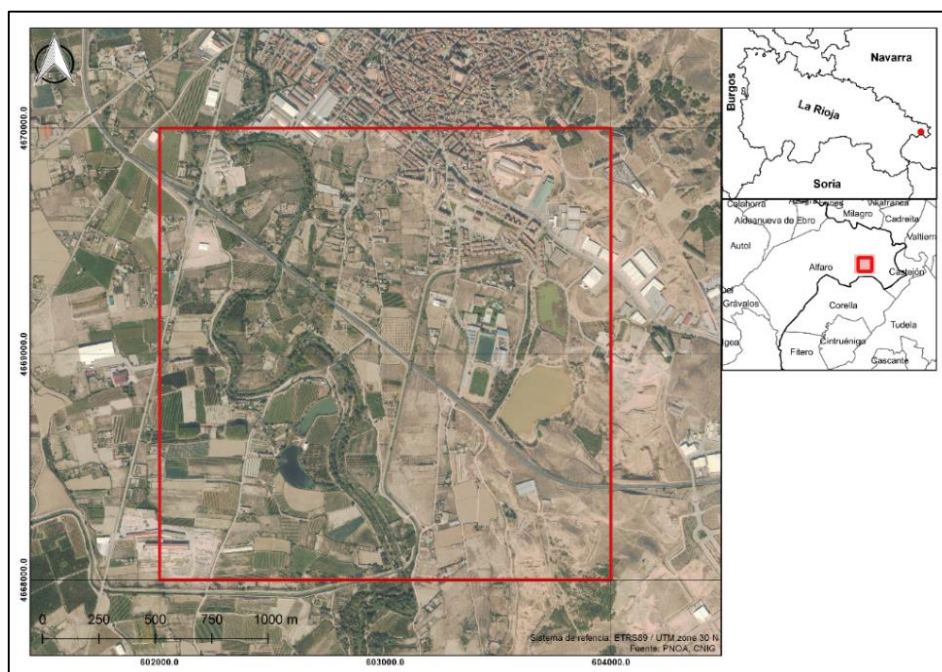 4670000.0
4669000.0
4668000.0
0 250 500 750 1000 m
602000.0 603000.0 604000.0
Sistema de refencia: ETRS89 / UTM zone 30 N
Fuente: PNOA, CNIG
Burgos
Navarra
La Rioja
Soria
Calahorra
Villafranca
Aldeanueva de Ebro
Milagro
Cadreita
Autol
Valtierr
Alfaro
Castejón
Grávalos
Corella
Tudela
Cintruénigo
Fitero
Cascante